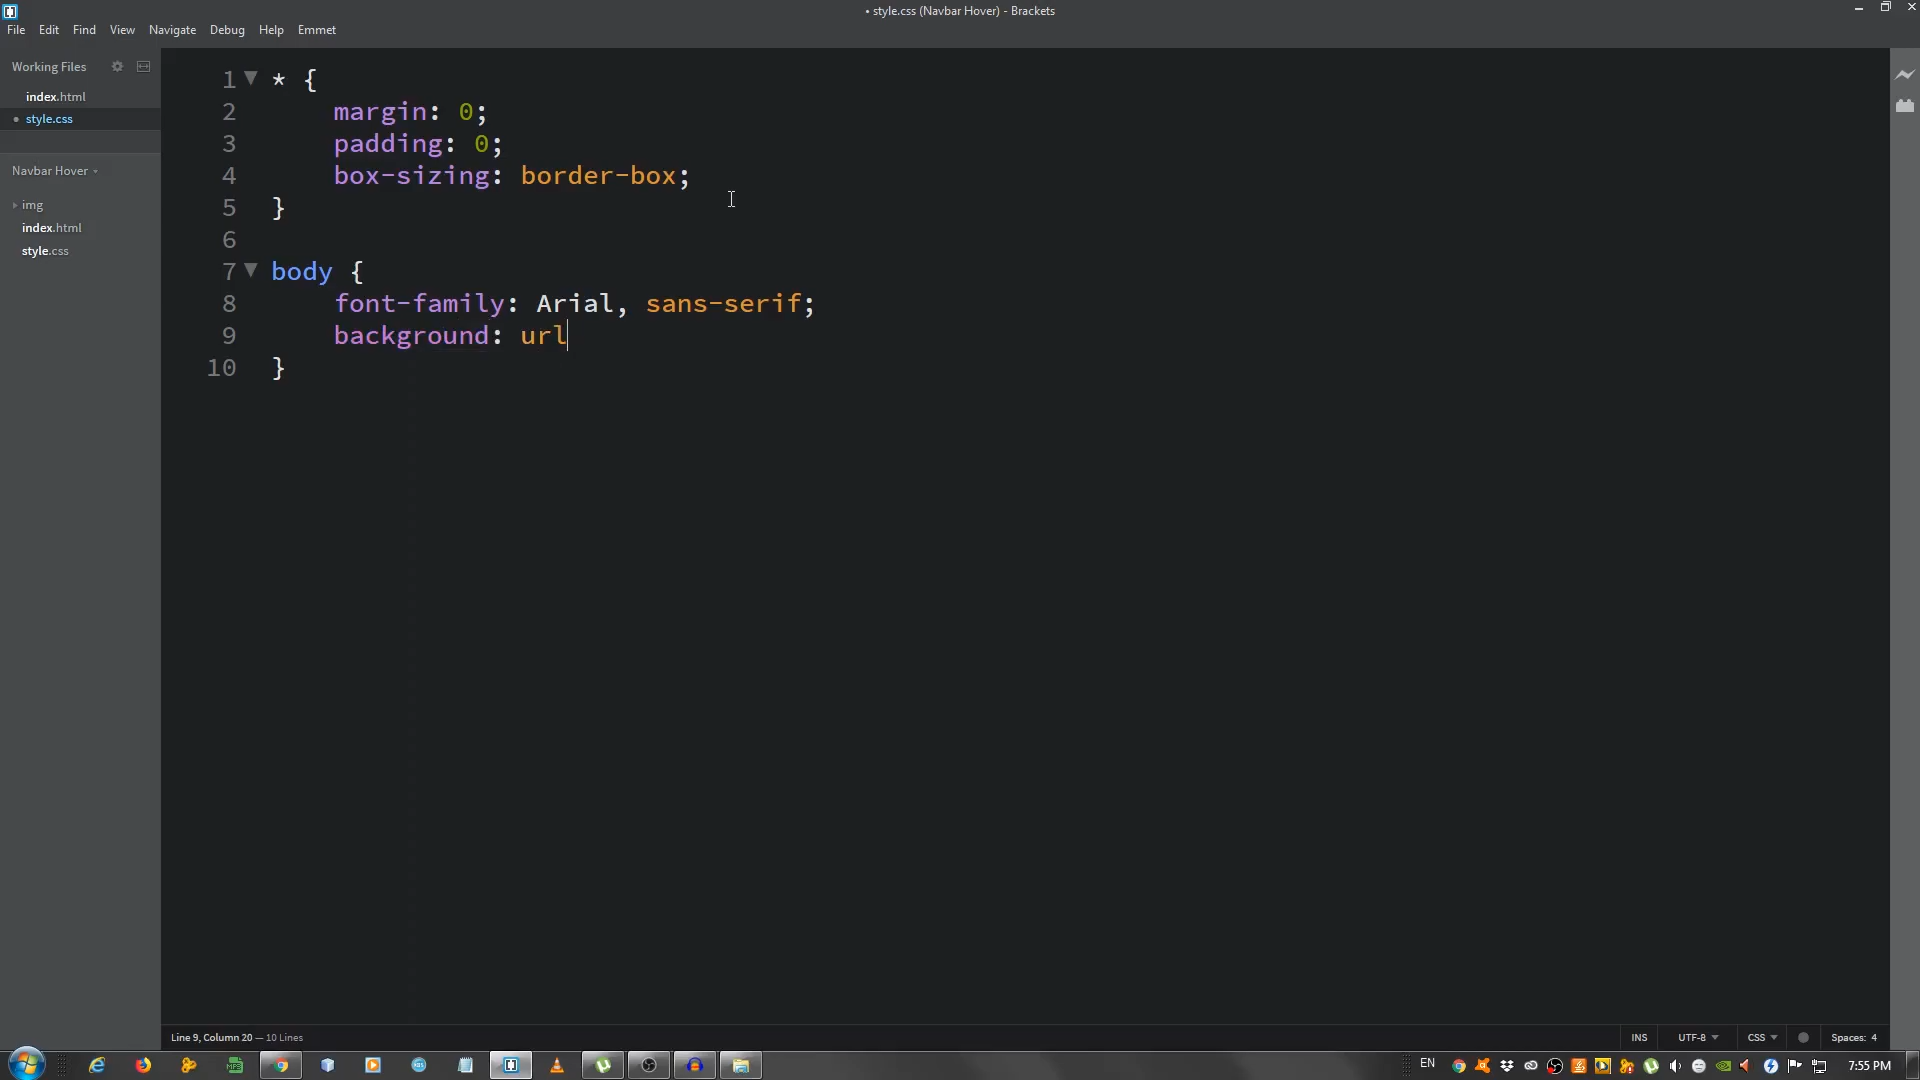 • style.css (Navbar Hover) - Brackets
File Edit Find View Navigate Debug Help Emmet
Working Files
index.html
• style.css
Navbar Hover
img
index.html
style.css
1 * {
2 margin: 0;
3 padding: 0;
4 box-sizing: border-box;
5 }
6
7 body {
8 font-family: Arial, sans-serif;
9 background: url
10 }
Line 9, Column 20 — 10 Lines
INS UTF-8 CSS Spaces: 4
EN 7:55 PM